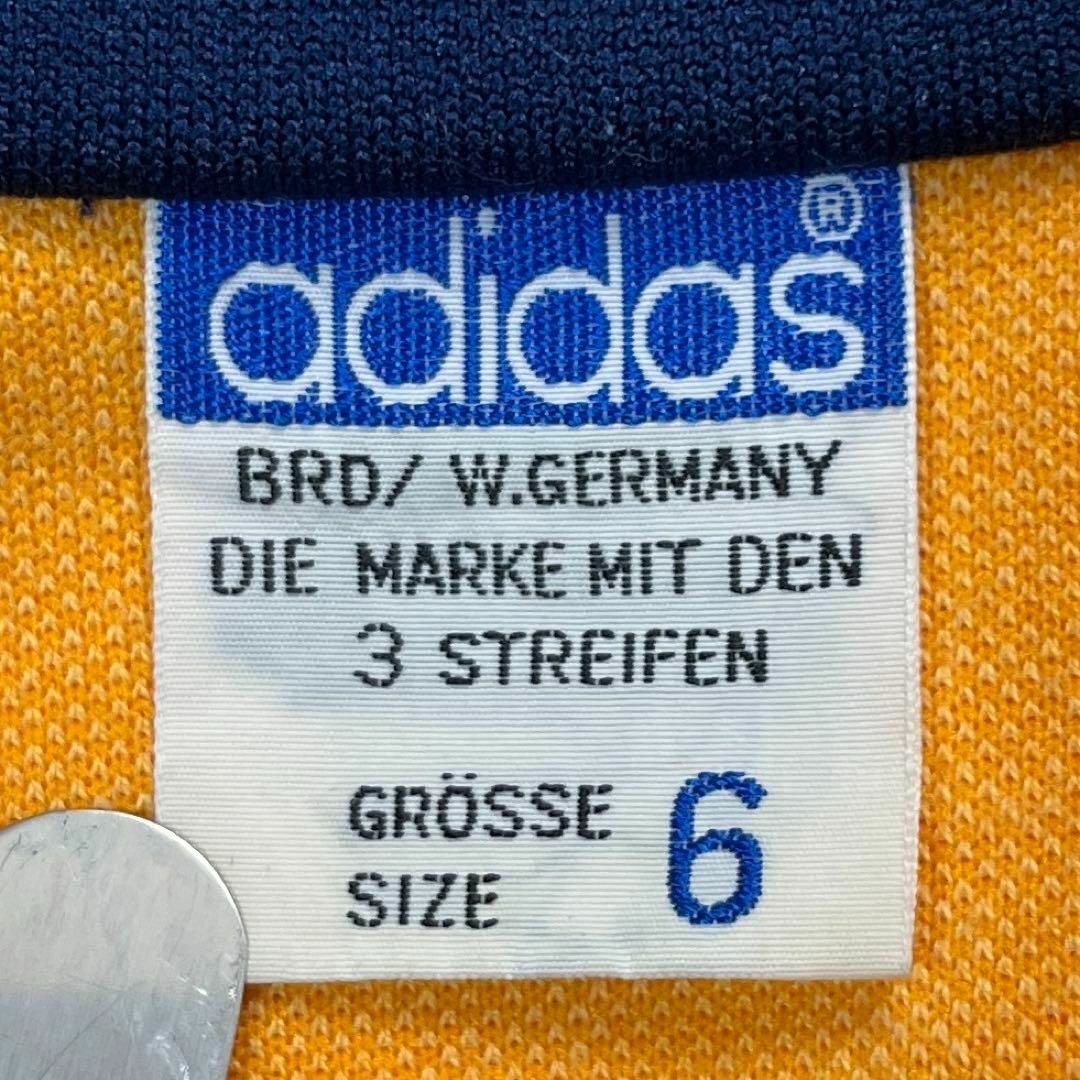 adidas®
BRD/ W.GERMANY
DIE MARKE MIT DEN
3 STREIFEN
GRÖSSE 6
SIZE